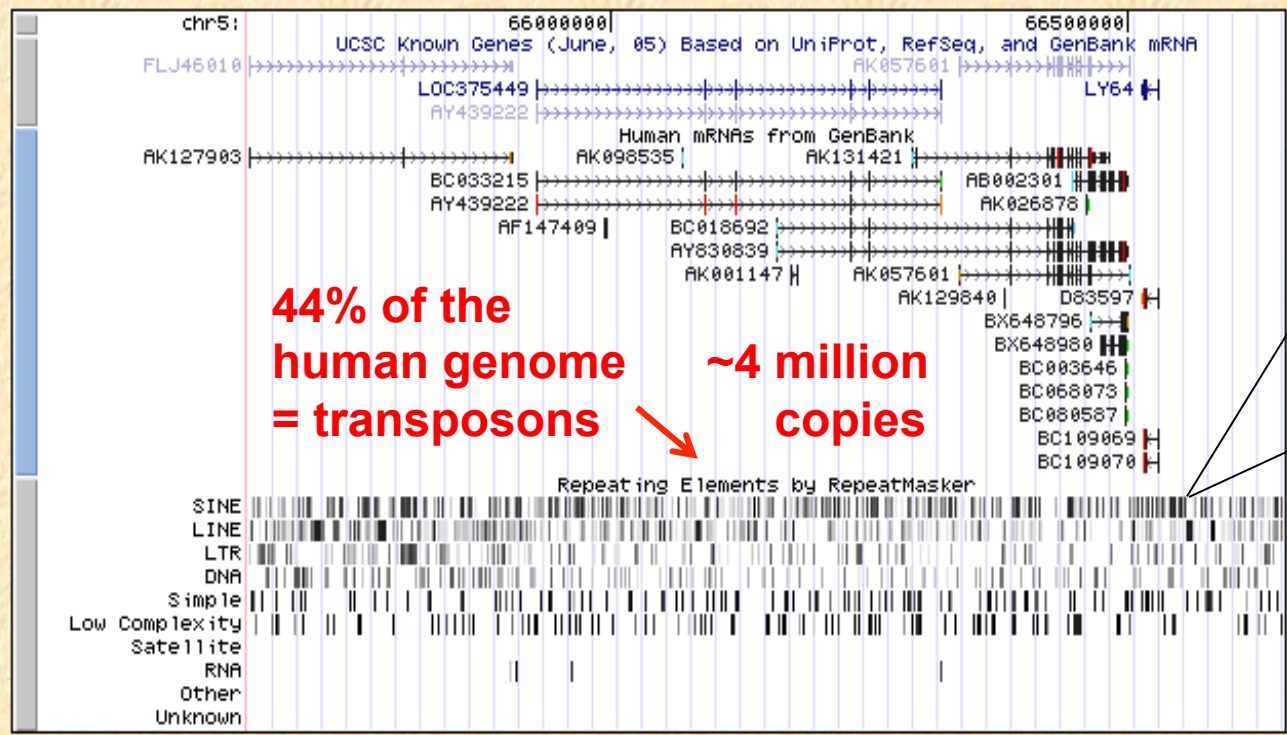 chr5: 66000000| 66500000|
UCSC Known Genes (June, 05) Based on UniProt, RefSeq, and GenBank mRNA
FLJ46010 AK057601
LOC375449 LY64
AY439222
Human mRNAs from GenBank
AK127903 AK098535 AK131421
BC033215 AB002301
AY439222 AK026878
AF147409 BC018692
AY830839
AK001147 AK057601
AK129840 D83597
BX648796
BX648980
BC003646
BC068073
BC080587
BC109069
BC109070
44% of the
human genome ~4 million
= transposons copies
Repeating Elements by RepeatMasker
SINE
LINE
LTR
DNA
Simple
Low Complexity
Satellite
RNA
Other
Unknown